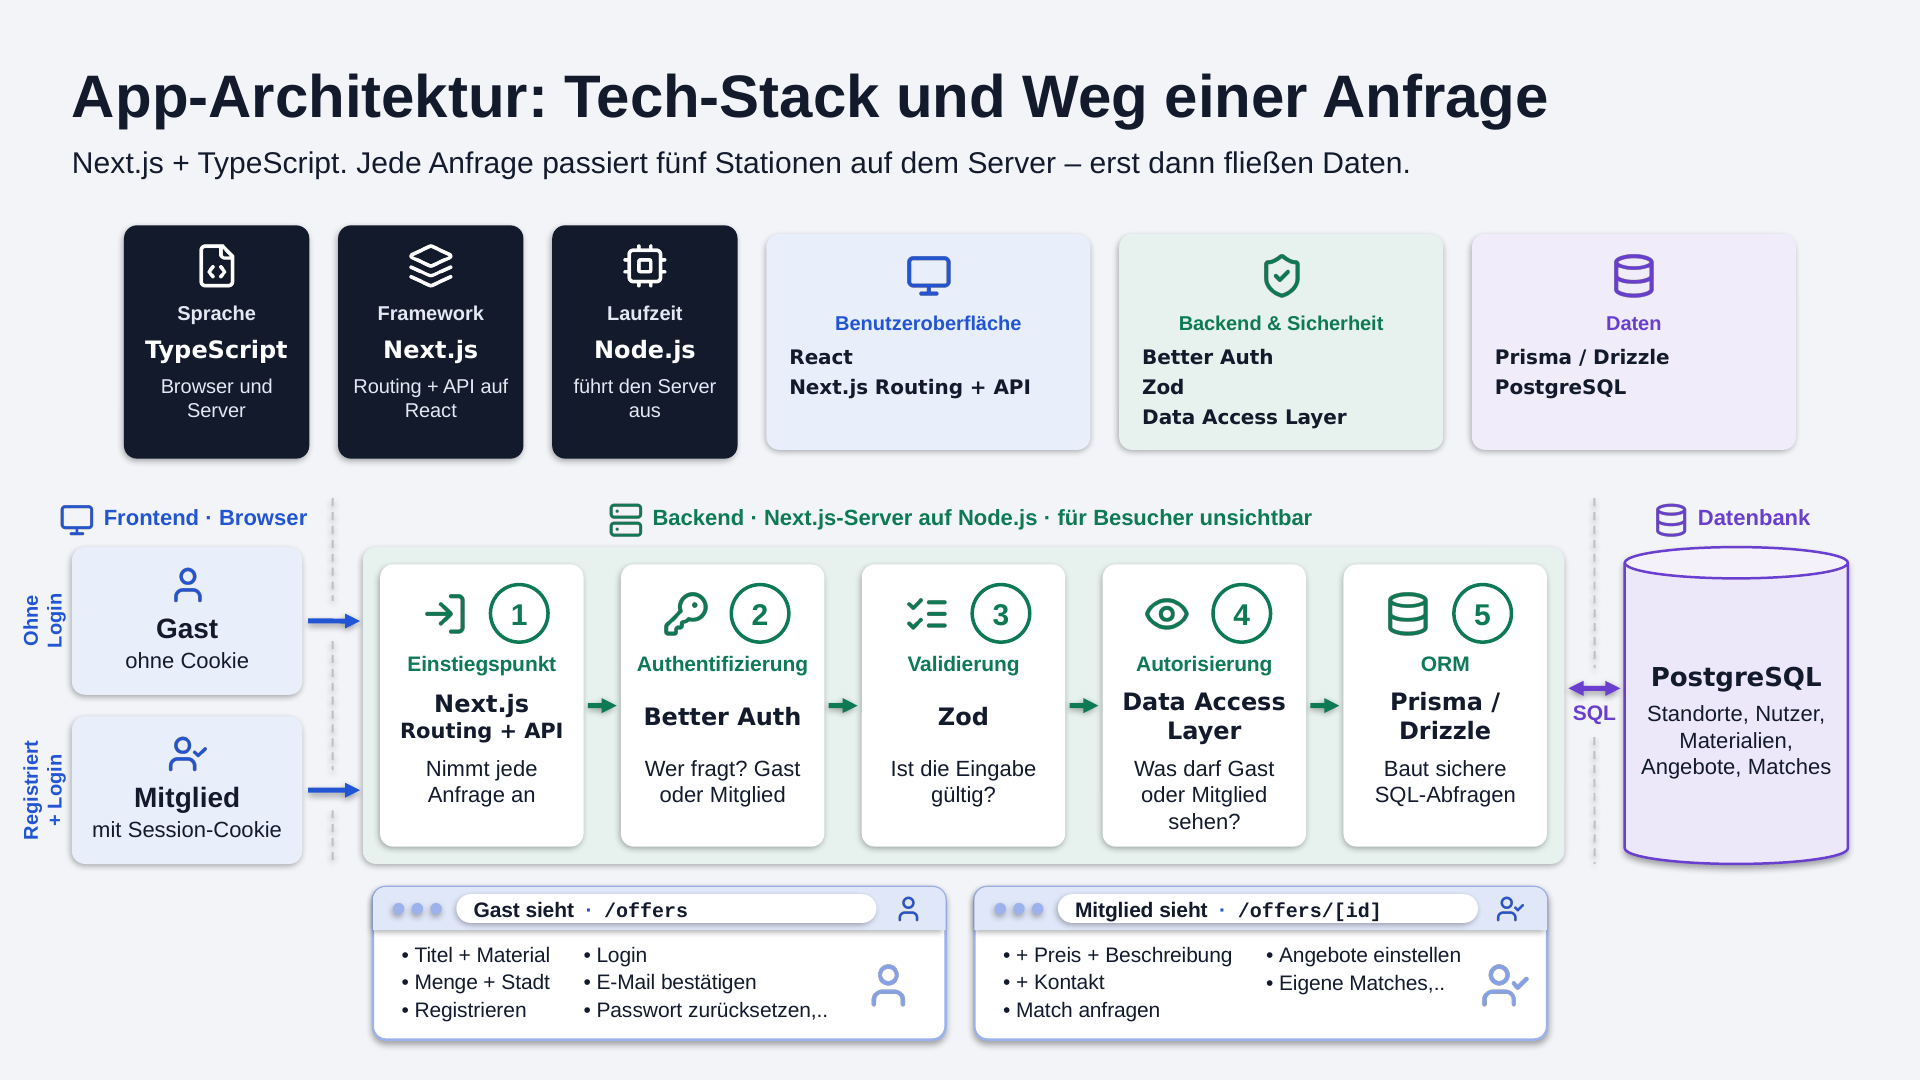 App-Architektur: Tech-Stack und Weg einer Anfrage
Next.js + TypeScript. Jede Anfrage passiert fünf Stationen auf dem Server – erst dann fließen Daten.
Sprache
TypeScript
Browser und
Server
Framework
Next.js
Routing + API auf
React
Laufzeit
Node.js
führt den Server
aus
Benutzeroberfläche
React
Next.js Routing + API
Backend & Sicherheit
Better Auth
Zod
Data Access Layer
Daten
Prisma / Drizzle
PostgreSQL
Frontend · Browser
Backend · Next.js-Server auf Node.js · für Besucher unsichtbar
Datenbank
Ohne
Login
Gast
ohne Cookie
Registriert
+ Login
Mitglied
mit Session-Cookie
1
Einstiegspunkt
Next.js
Routing + API
Nimmt jede
Anfrage an
2
Authentifizierung
Better Auth
Wer fragt? Gast
oder Mitglied
3
Validierung
Zod
Ist die Eingabe
gültig?
4
Autorisierung
Data Access
Layer
Was darf Gast
oder Mitglied
sehen?
5
ORM
Prisma /
Drizzle
Baut sichere
SQL-Abfragen
SQL
PostgreSQL
Standorte, Nutzer,
Materialien,
Angebote, Matches
Gast sieht · /offers
• Titel + Material
• Menge + Stadt
• Registrieren
• Login
• E-Mail bestätigen
• Passwort zurücksetzen,..
Mitglied sieht · /offers/[id]
• + Preis + Beschreibung
• + Kontakt
• Match anfragen
• Angebote einstellen
• Eigene Matches,..